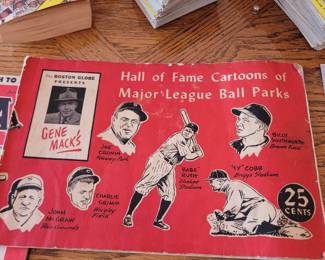 The BOSTON GLOBE
PRESENTS
GENE
MACK'S
Hall of Fame Cartoons of
Major League Ball Parks
JOE
CRONIN
Fenway Park
BILLY
SOUTHWORTH
Braves Field
BABE
RUTH
Yankee
Stadium
"TY" COBB
Briggs Stadium
JOHN
McGRAW
Polo Grounds
CHARLIE
GRIMM
Wrigley
Field
25
CENTS
H TO